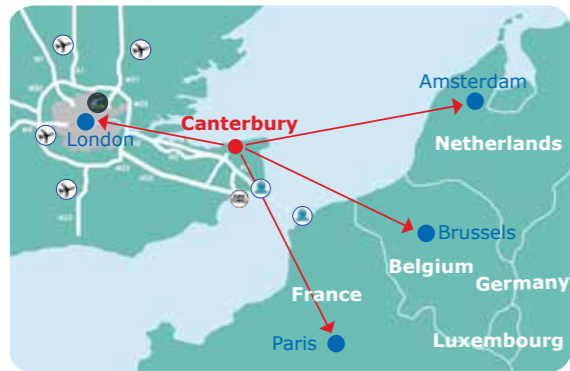 Amsterdam
Canterbury
London
Netherlands
Brussels
Belgium
Germany
France
Luxembourg
Paris